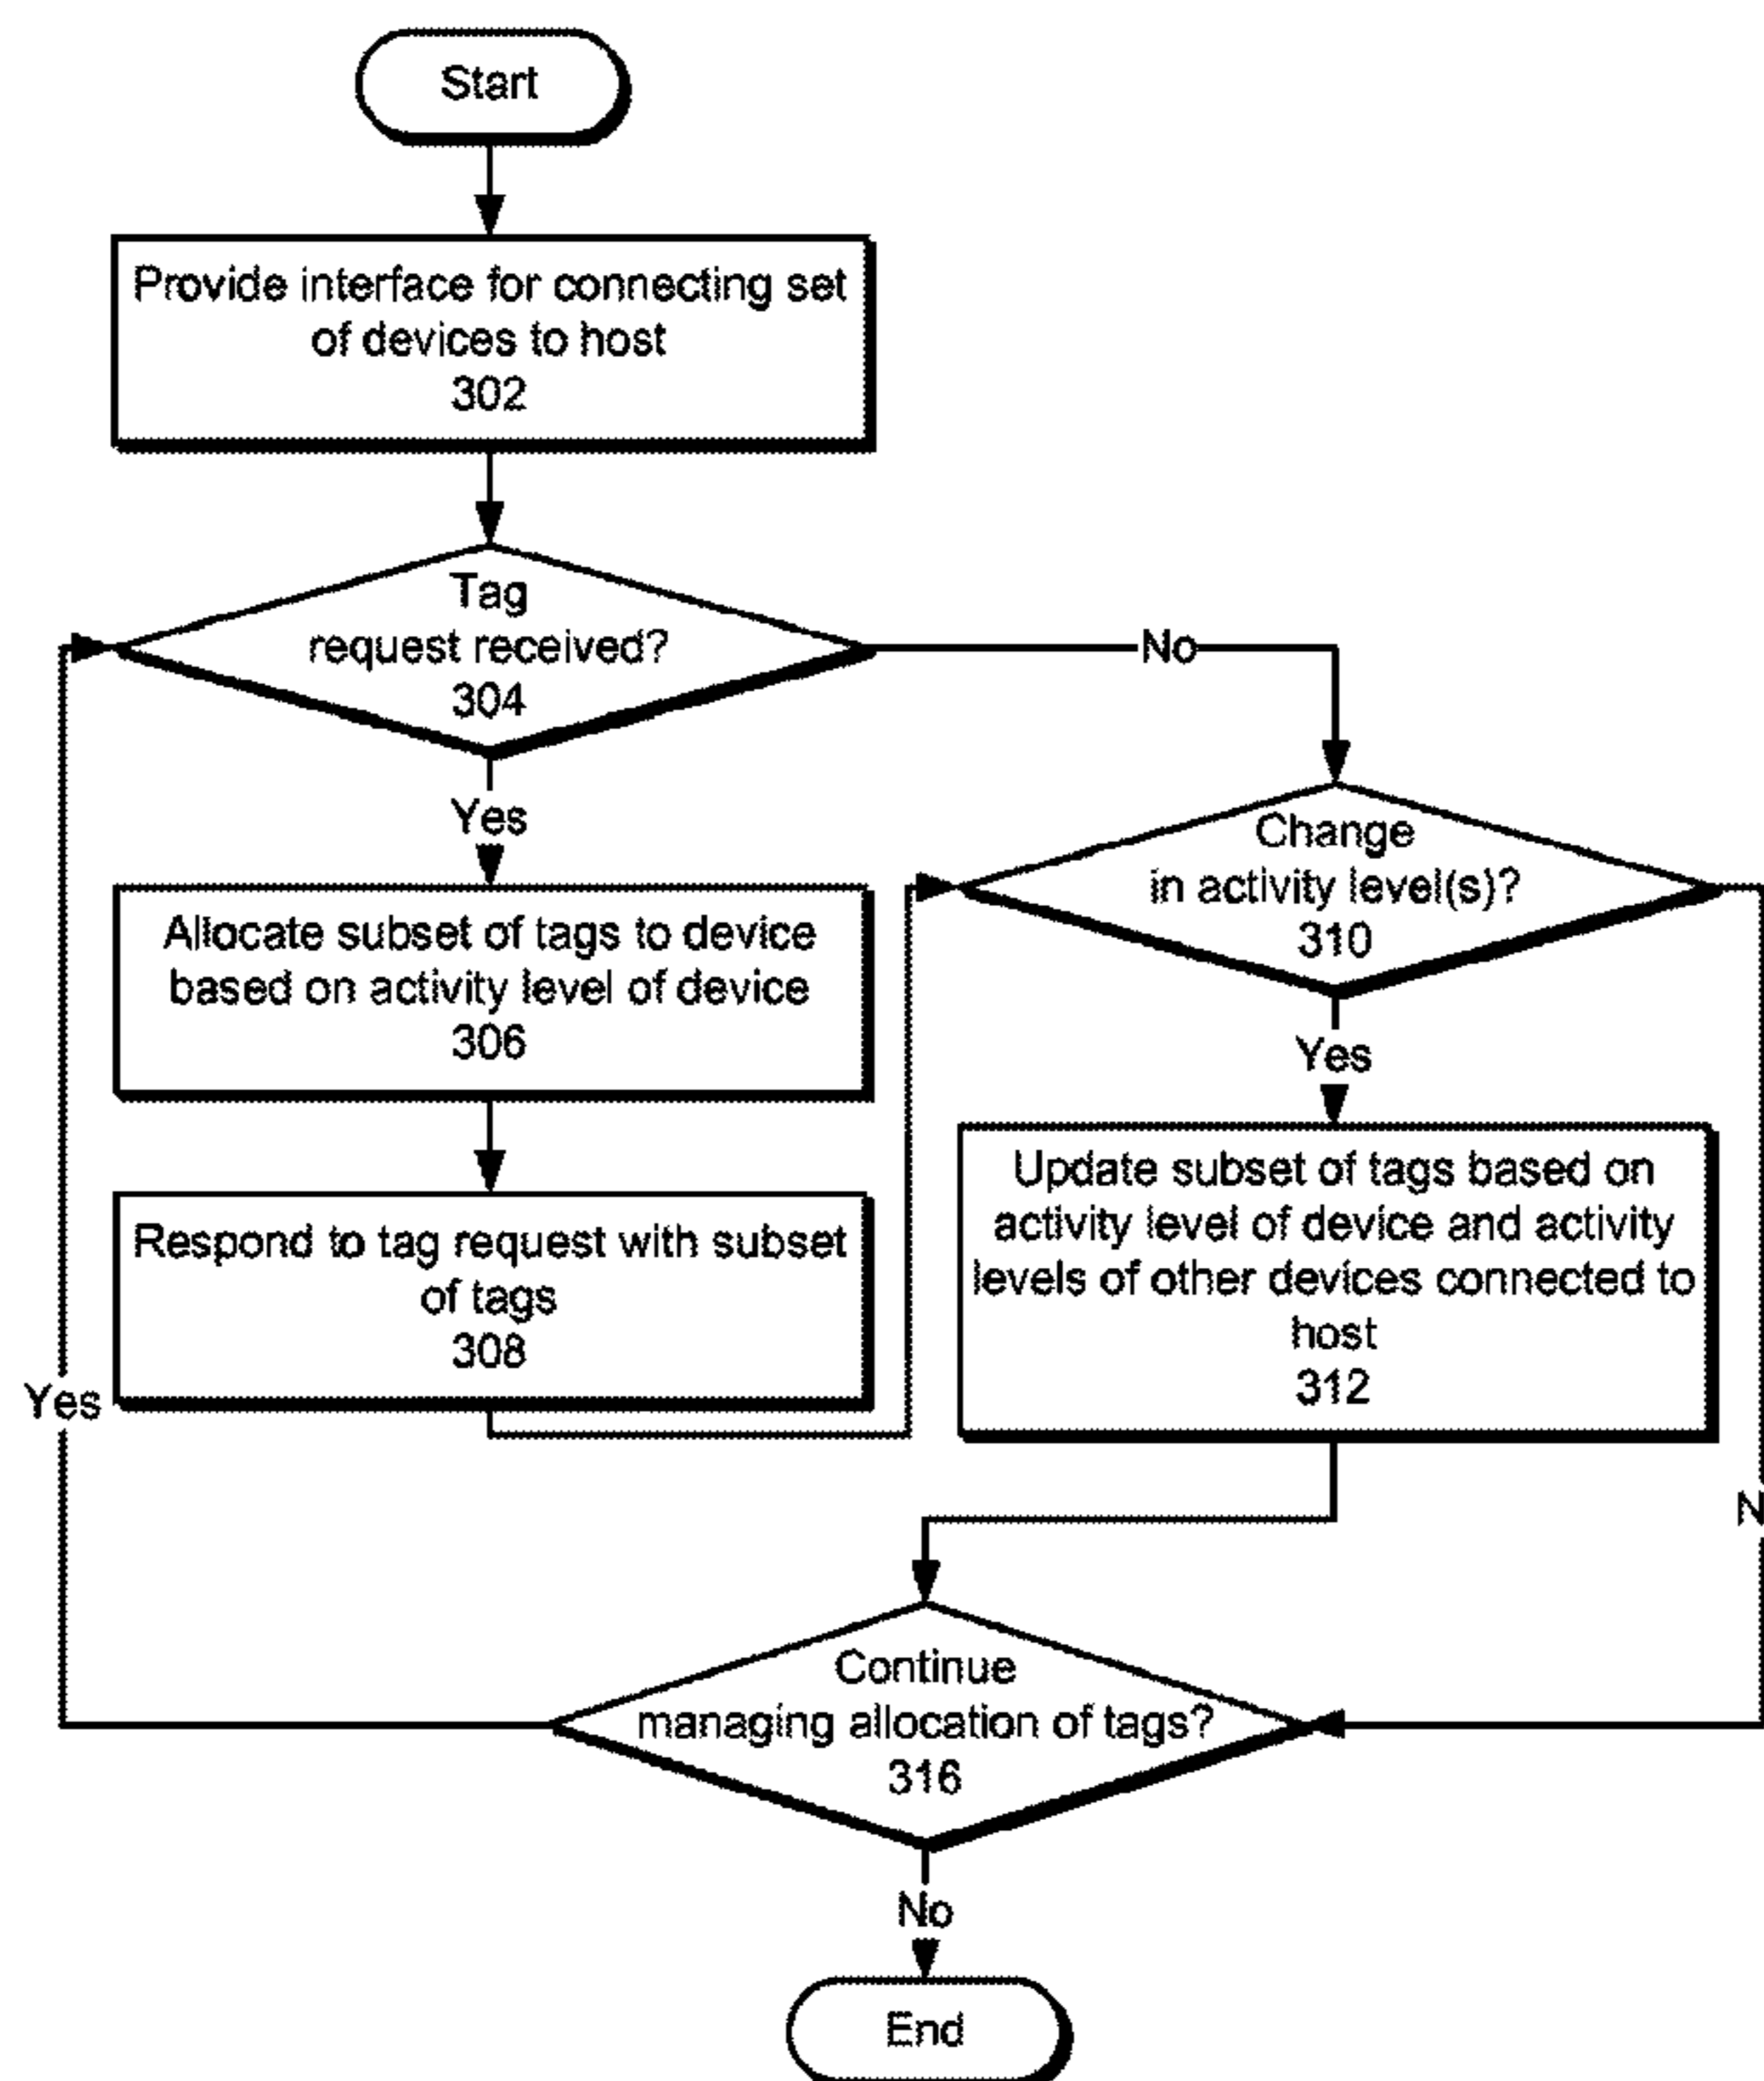 Start
Provide interface for connecting set
of devices to host
302
Tag
request received?
304
No
Yes
Change
in activity level(s)?
310
Allocate subset of tags to device
based on activity level of device
306
Yes
Update subset of tags based on
activity level of device and activity
levels of other devices connected to
host
312
Respond to tag request with subset
of tags
308
Yes
N
Continue
managing allocation of tags?
316
No
End